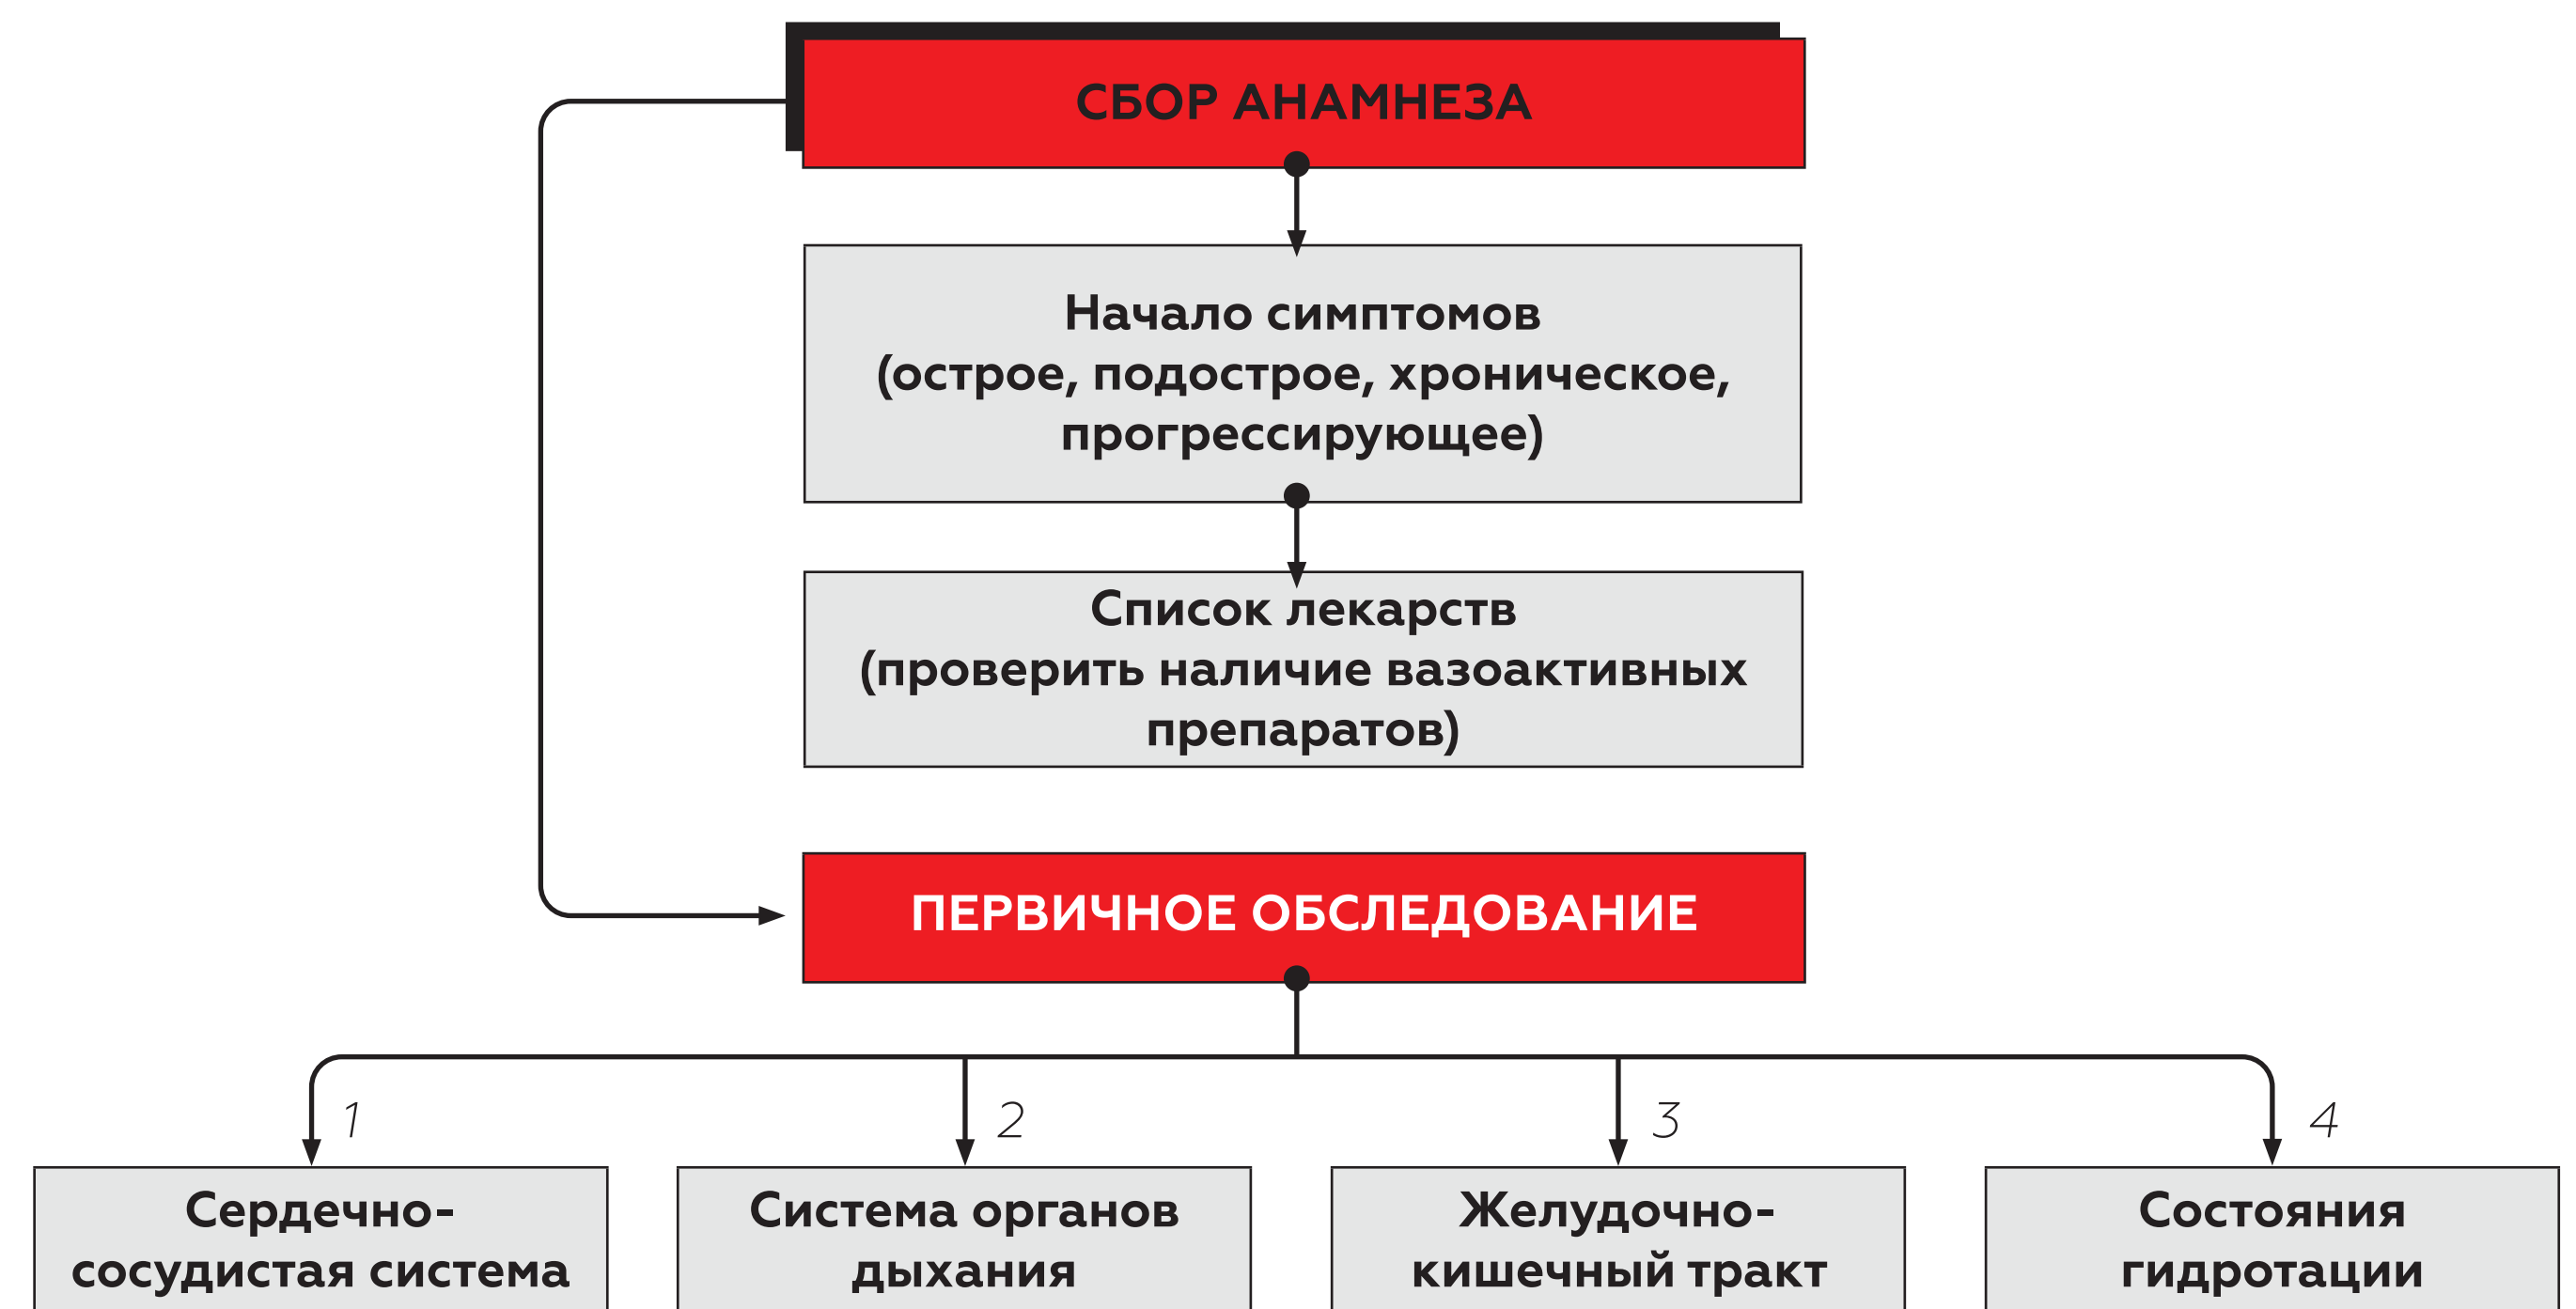 СБОР АНАМНЕЗА
Начало симптомов
(острое, подострое, хроническое,
прогрессирующее)
Список лекарств
(проверить наличие вазоактивных
препаратов)
ПЕРВИЧНОЕ ОБСЛЕДОВАНИЕ
1
2
3
4
Сердечно-
сосудистая система
Система органов
дыхания
Желудочно-
кишечный тракт
Состояния
гидротации